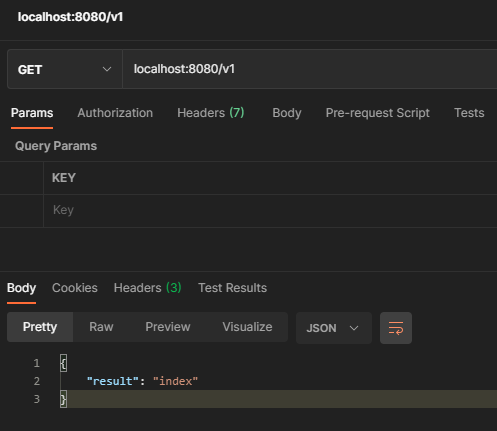 localhost:8080/v1
GET localhost:8080/v1
Params Authorization Headers (7) Body Pre-request Script Tests
Query Params
KEY
Key
Body Cookies Headers (3) Test Results
Pretty Raw Preview Visualize JSON
1 {
2 "result": "index"
3 }